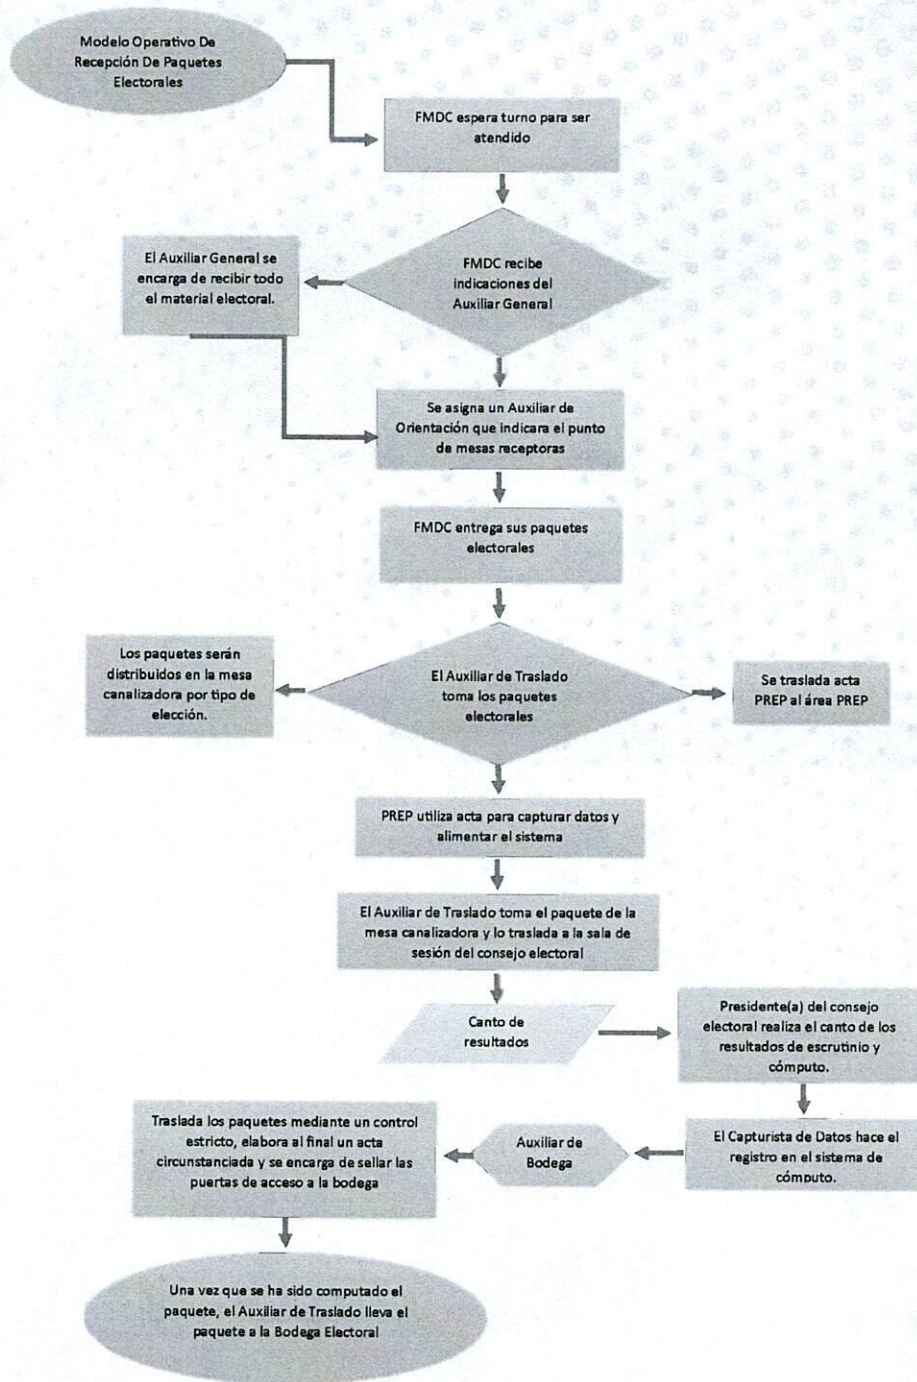 Modelo Operativo De
Recepción De Paquetes
Electorales
FMDC espera turno para ser
atendido
El Auxiliar General se
encarga de recibir todo
el material electoral.
FMDC recibe
indicaciones del
Auxiliar General
Se asigna un Auxiliar de
Orientación que indicara el punto
de mesas receptoras
FMDC entrega sus paquetes
electorales
Los paquetes serán
distribuidos en la mesa
canalizadora por tipo de
elección.
El Auxiliar de Traslado
toma los paquetes
electorales
Se traslada acta
PREP al área PREP
PREP utiliza acta para capturar datos y
alimentar el sistema
El Auxiliar de Traslado toma el paquete de la
mesa canalizadora y lo traslada a la sala de
sesión del consejo electoral
Canto de
resultados
Presidente(a) del consejo
electoral realiza el canto de los
resultados de escrutinio y
cómputo.
Traslada los paquetes mediante un control
estricto, elabora al final un acta
circunstanciada y se encarga de sellar las
puertas de acceso a la bodega
Auxiliar de
Bodega
El Capturista de Datos hace el
registro en el sistema de
cómputo.
Una vez que se ha sido computado el
paquete, el Auxiliar de Traslado lleva el
paquete a la Bodega Electoral